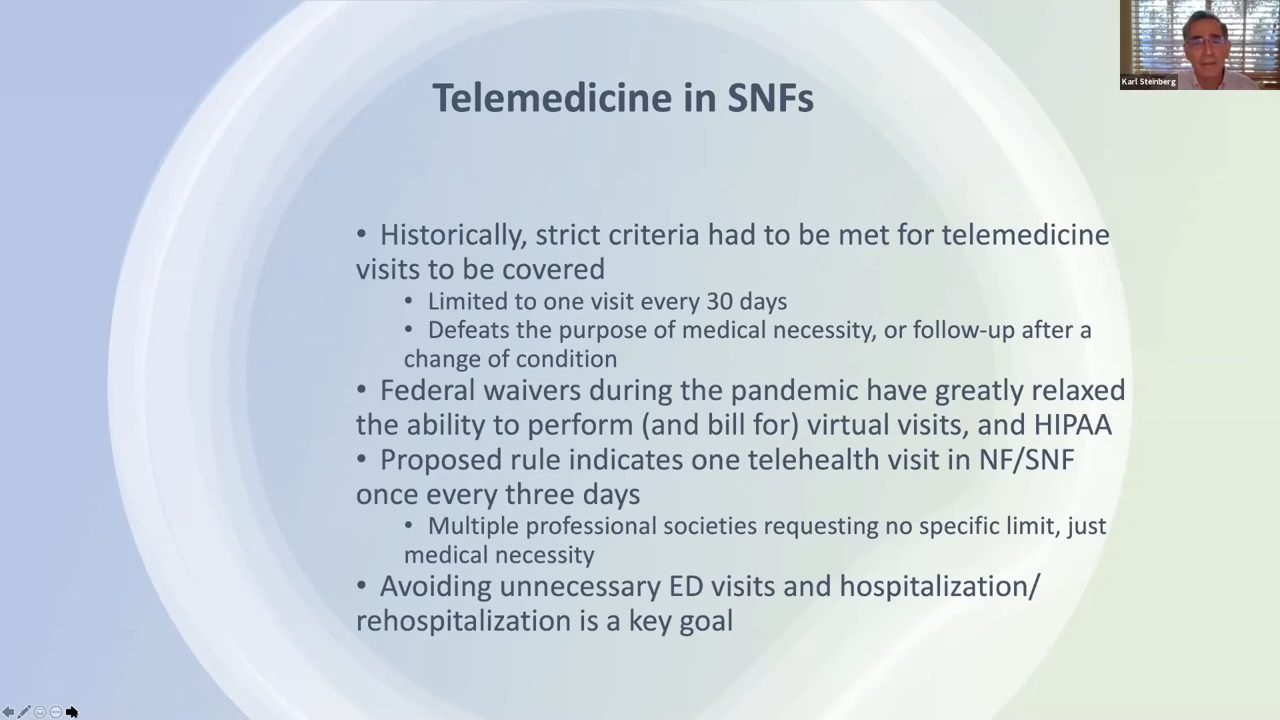 Karl Steinberg
Telemedicine in SNFs
• Historically, strict criteria had to be met for telemedicine
visits to be covered
• Limited to one visit every 30 days
• Defeats the purpose of medical necessity, or follow-up after a
change of condition
• Federal waivers during the pandemic have greatly relaxed
the ability to perform (and bill for) virtual visits, and HIPAA
• Proposed rule indicates one telehealth visit in NF/SNF
once every three days
• Multiple professional societies requesting no specific limit, just
medical necessity
• Avoiding unnecessary ED visits and hospitalization/
rehospitalization is a key goal